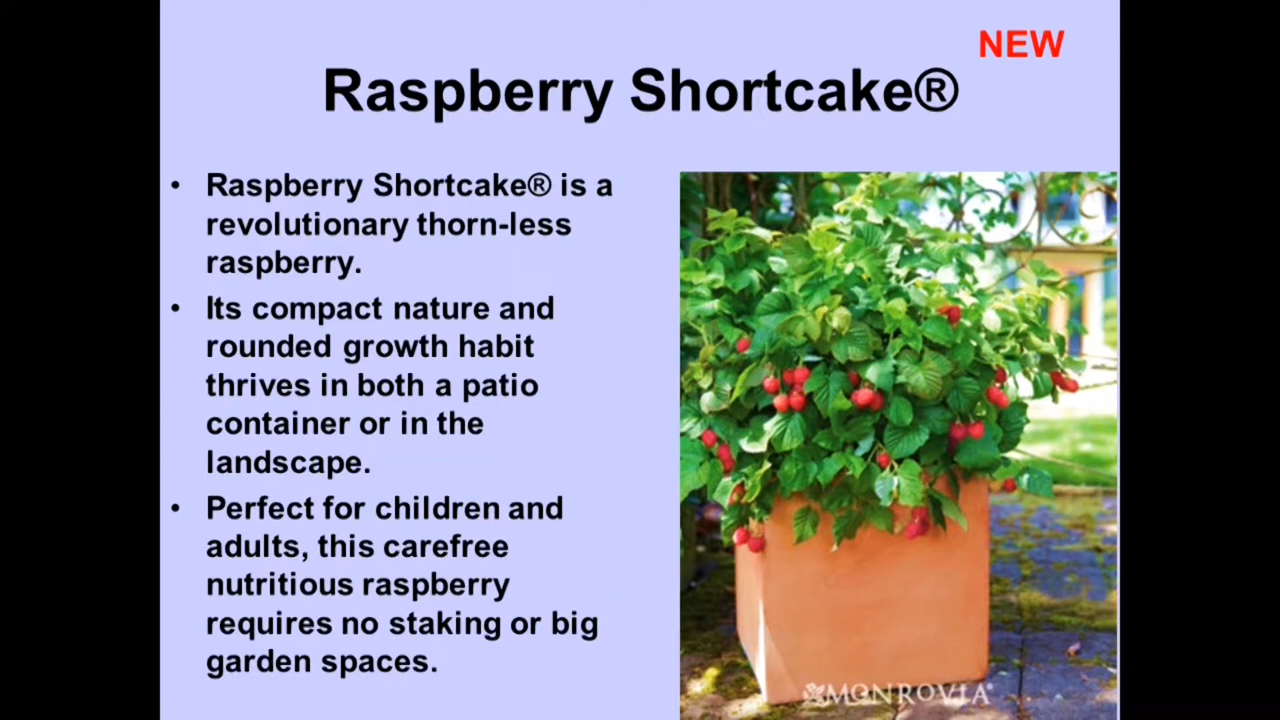 NEW
Raspberry Shortcake®
• Raspberry Shortcake® is a
revolutionary thorn-less
raspberry.
• Its compact nature and
rounded growth habit
thrives in both a patio
container or in the
landscape.
• Perfect for children and
adults, this carefree
nutritious raspberry
requires no staking or big
garden spaces.
MONROVIA®